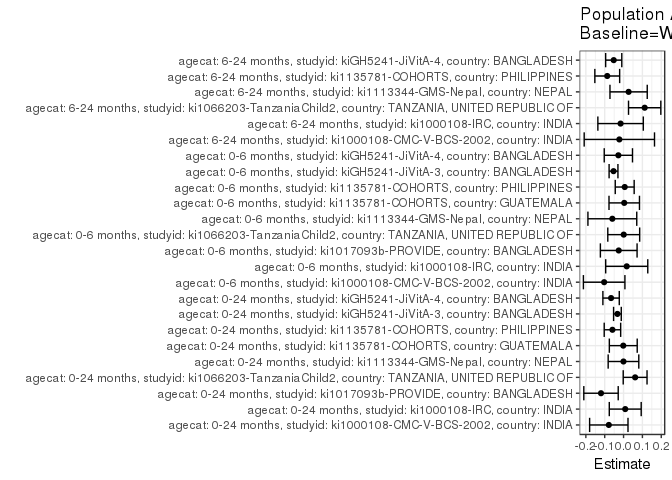 Population A
Baseline=W
agecat: 6-24 months, studyid: kiGH5241-JiVitA-4, country: BANGLADESH
agecat: 6-24 months, studyid: ki1135781-COHORTS, country: PHILIPPINES
agecat: 6-24 months, studyid: ki1113344-GMS-Nepal, country: NEPAL
agecat: 6-24 months, studyid: ki1066203-TanzaniaChild2, country: TANZANIA, UNITED REPUBLIC OF
agecat: 6-24 months, studyid: ki1000108-IRC, country: INDIA
agecat: 6-24 months, studyid: ki1000108-CMC-V-BCS-2002, country: INDIA
agecat: 0-6 months, studyid: kiGH5241-JiVitA-4, country: BANGLADESH
agecat: 0-6 months, studyid: kiGH5241-JiVitA-3, country: BANGLADESH
agecat: 0-6 months, studyid: ki1135781-COHORTS, country: PHILIPPINES
agecat: 0-6 months, studyid: ki1135781-COHORTS, country: GUATEMALA
agecat: 0-6 months, studyid: ki1113344-GMS-Nepal, country: NEPAL
agecat: 0-6 months, studyid: ki1066203-TanzaniaChild2, country: TANZANIA, UNITED REPUBLIC OF
agecat: 0-6 months, studyid: ki1017093b-PROVIDE, country: BANGLADESH
agecat: 0-6 months, studyid: ki1000108-IRC, country: INDIA
agecat: 0-6 months, studyid: ki1000108-CMC-V-BCS-2002, country: INDIA
agecat: 0-24 months, studyid: kiGH5241-JiVitA-4, country: BANGLADESH
agecat: 0-24 months, studyid: kiGH5241-JiVitA-3, country: BANGLADESH
agecat: 0-24 months, studyid: ki1135781-COHORTS, country: PHILIPPINES
agecat: 0-24 months, studyid: ki1135781-COHORTS, country: GUATEMALA
agecat: 0-24 months, studyid: ki1113344-GMS-Nepal, country: NEPAL
agecat: 0-24 months, studyid: ki1066203-TanzaniaChild2, country: TANZANIA, UNITED REPUBLIC OF
agecat: 0-24 months, studyid: ki1017093b-PROVIDE, country: BANGLADESH
agecat: 0-24 months, studyid: ki1000108-IRC, country: INDIA
agecat: 0-24 months, studyid: ki1000108-CMC-V-BCS-2002, country: INDIA
-0.2-0.10.0 0.1 0.2
Estimate